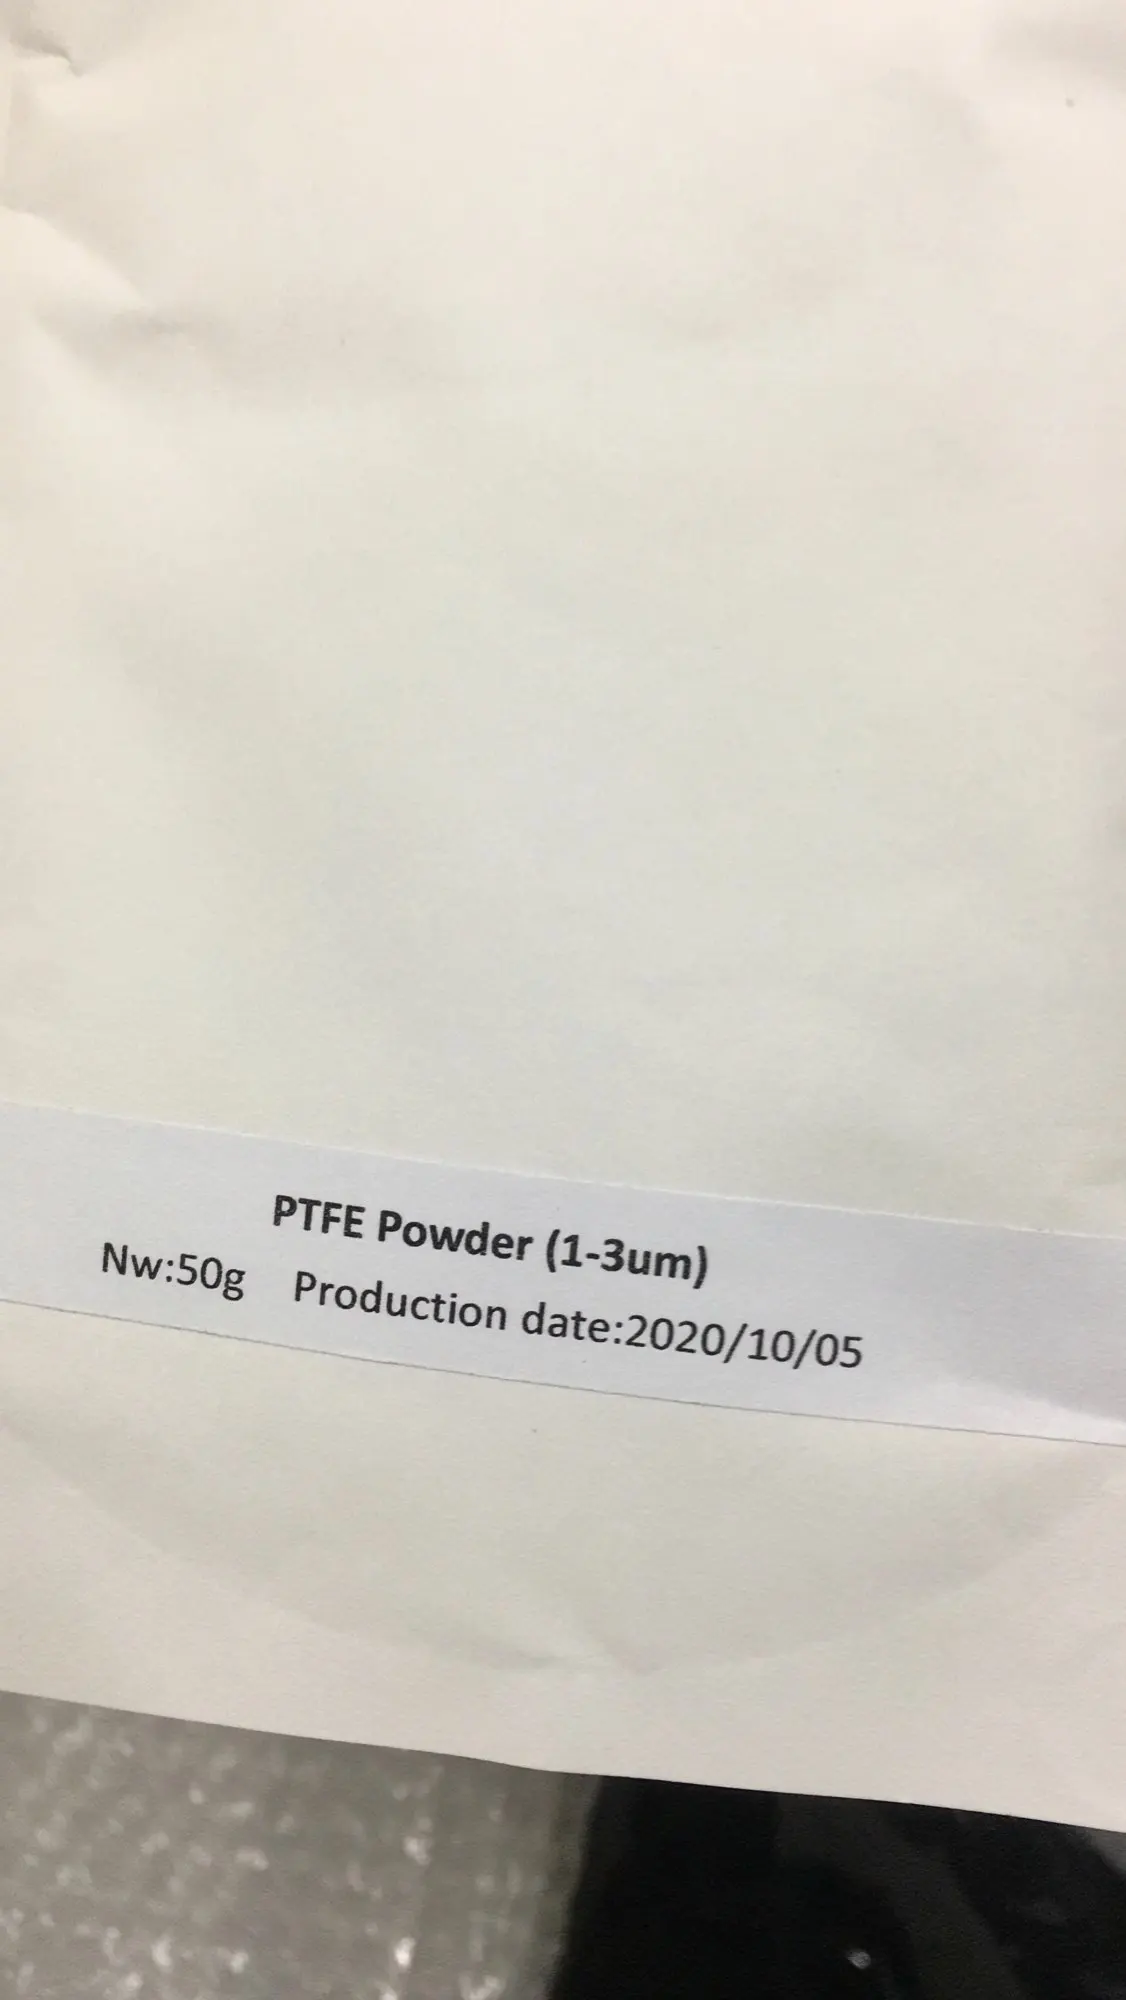 PTFE Powder (1-3um)
Nw:50g Production date:2020/10/05